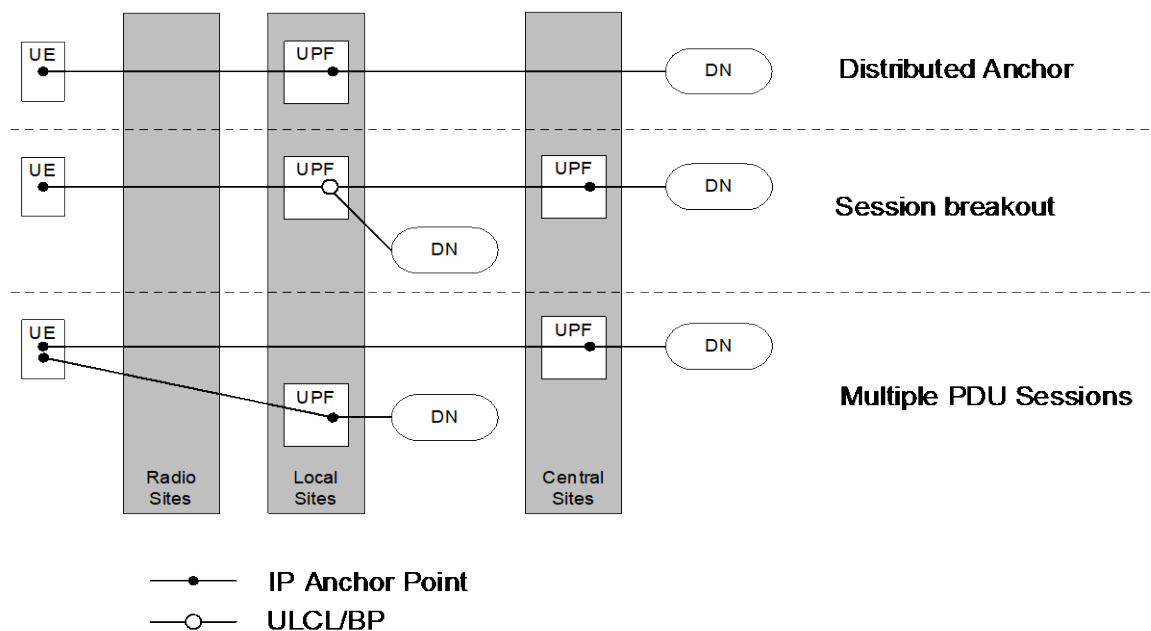 UE
UPF
DN
Distributed Anchor
UE
UPF
UPF
DN
Session breakout
DN
UE
UPF
DN
UPF
DN
Multiple PDU Sessions
Radio
Sites
Local
Sites
Central
Sites
IP Anchor Point
ULCL/BP